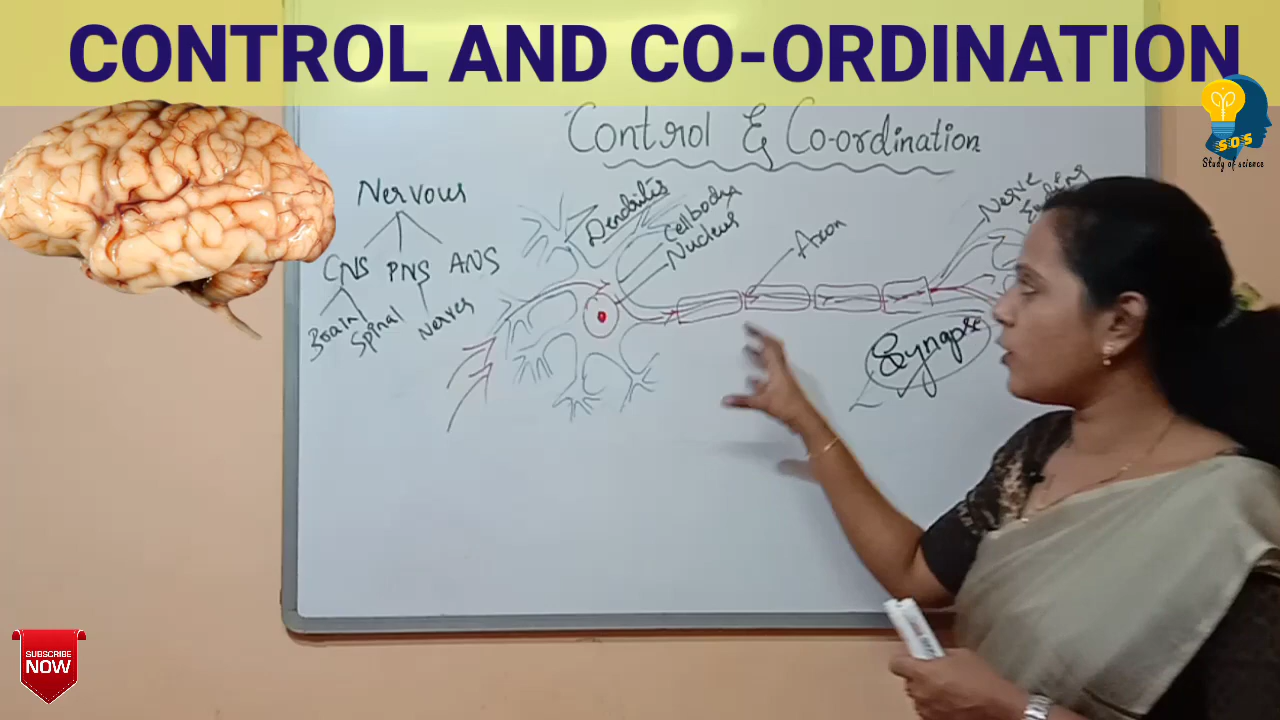 CONTROL AND CO-ORDINATION
SDS
Study of science
Control & Co-ordination
Nervous
CNS PNS ANS
Brain Spinal Nerves
Dendrites
Cellbody
Nucleus
Axon
Nerve
Ending
Synapse
SUBSCRIBE
NOW